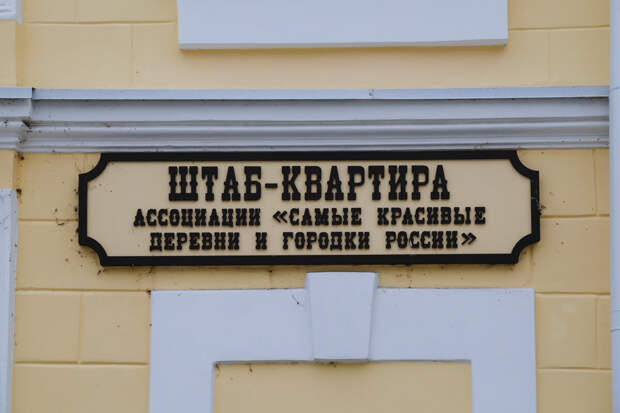 ШТАБ-КВАРТИРА
АССОЦИАЦИИ «САМЫЕ КРАСИВЫЕ
ДЕРЕВНИ И ГОРОДКИ РОССИИ»